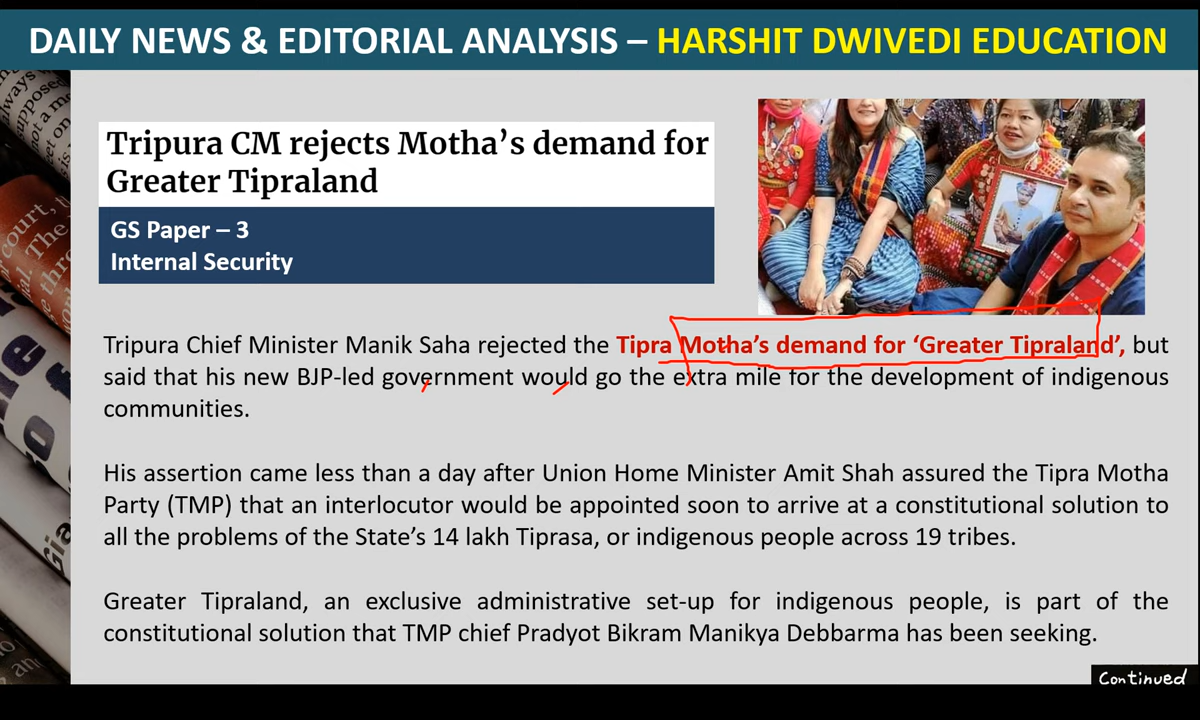 DAILY NEWS & EDITORIAL ANALYSIS – HARSHIT DWIVEDI EDUCATION
Tripura CM rejects Motha's demand for
Greater Tipraland
GS Paper – 3
Internal Security
Tripura Chief Minister Manik Saha rejected the Tipra Motha's demand for ‘Greater Tipraland’, but
said that his new BJP-led government would go the extra mile for the development of indigenous
communities.
His assertion came less than a day after Union Home Minister Amit Shah assured the Tipra Motha
Party (TMP) that an interlocutor would be appointed soon to arrive at a constitutional solution to
all the problems of the State's 14 lakh Tiprasa, or indigenous people across 19 tribes.
Greater Tipraland, an exclusive administrative set-up for indigenous people, is part of the
constitutional solution that TMP chief Pradyot Bikram Manikya Debbarma has been seeking.
Continued